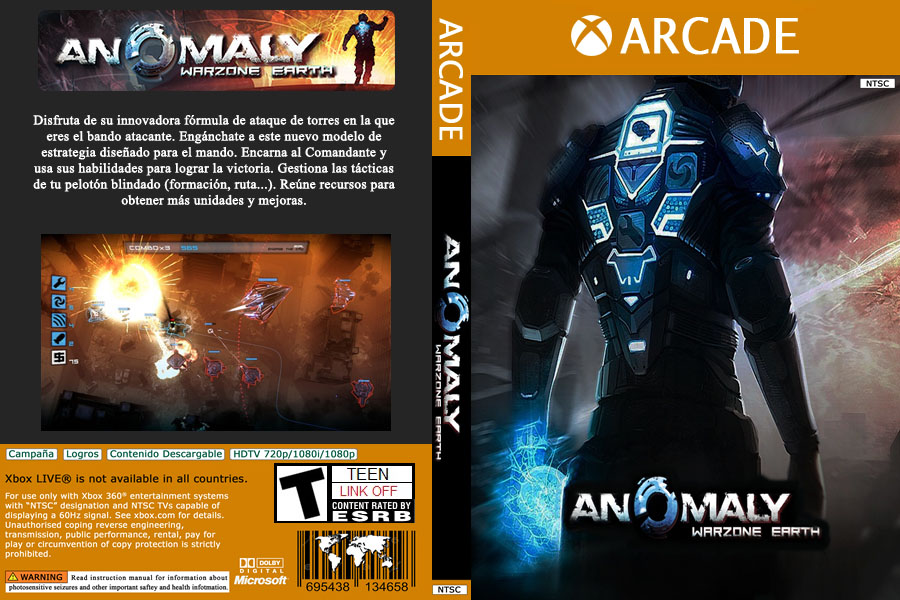 ANOMALY
WARZONE EARTH
Disfruta de su innovadora fórmula de ataque de torres en la que
eres el bando atacante. Engánchate a este nuevo modelo de
estrategia diseñado para el mando. Encarna al Comandante y
usa sus habilidades para lograr la victoria. Gestiona las tácticas
de tu pelotón blindado (formación, ruta...). Reúne recursos para
obtener más unidades y mejoras.
COMBOx3 565
75
Campaña Logros Contenido Descargable HDTV 720p/1080i/1080p
Xbox LIVE® is not available in all countries.
For use only with Xbox 360® entertainment systems
with "NTSC" designation and NTSC TVs capable of
displaying a 60Hz signal. See xbox.com for details.
Unauthorised coping reverse engineering,
transmission, public performance, rental, pay for
play or circumvention of copy protection is strictly
prohibited.
WARNING Read instruction manual for information about
photosensitive seizures and other important saftey and health infotmation.
T
TEEN
LINK OFF
CONTENT RATED BY
ESRB
DOLBY
DIGITAL
Microsoft
695438 134658
ARCADE
ANOMALY
WARZONE EARTH
NTSC
ARCADE
NTSC
ANOMALY
WARZONE EARTH